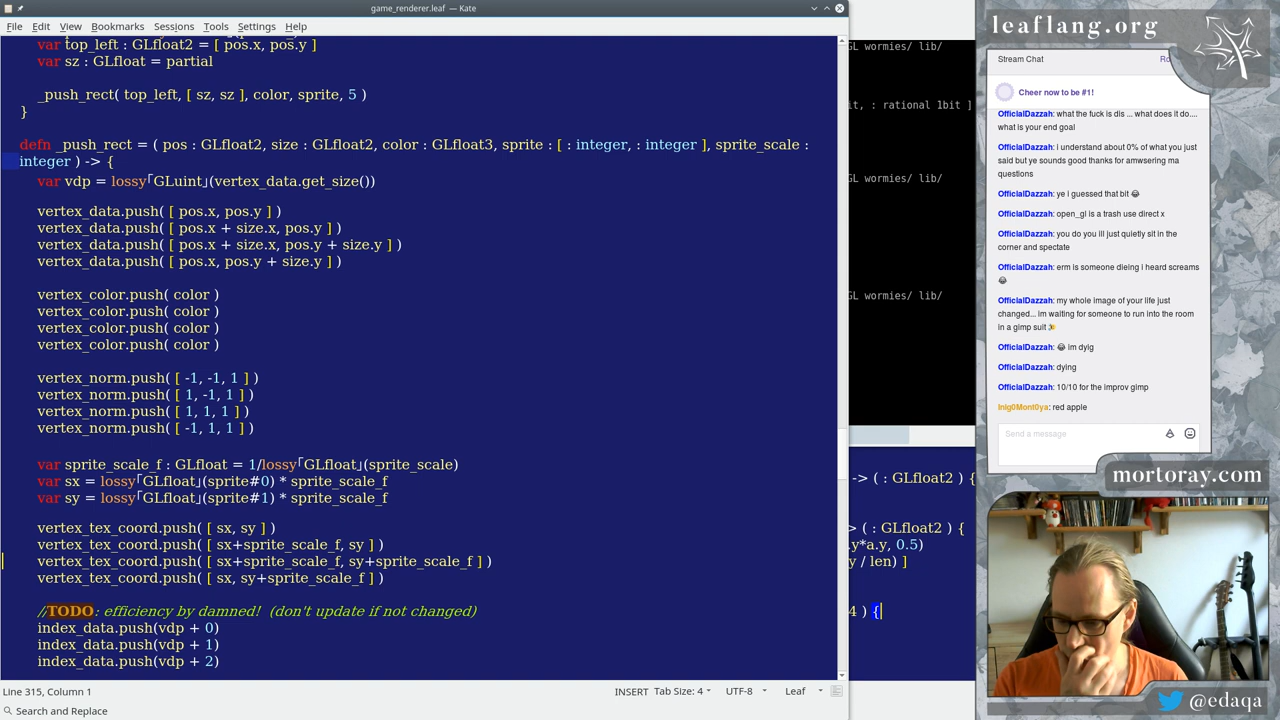 game_renderer.leaf — Kate
File Edit View Bookmarks Sessions Tools Settings Help
var top_left : GLfloat2 = [ pos.x, pos.y ]
var sz : GLfloat = partial
_push_rect( top_left, [ sz, sz ], color, sprite, 5 )
}
defn _push_rect = ( pos : GLfloat2, size : GLfloat2, color : GLfloat3, sprite : [ : integer, : integer ], sprite_scale :
integer ) -> {
var vdp = lossy「GLuint」(vertex_data.get_size())
vertex_data.push( [ pos.x, pos.y ] )
vertex_data.push( [ pos.x + size.x, pos.y ] )
vertex_data.push( [ pos.x + size.x, pos.y + size.y ] )
vertex_data.push( [ pos.x, pos.y + size.y ] )
vertex_color.push( color )
vertex_color.push( color )
vertex_color.push( color )
vertex_color.push( color )
vertex_norm.push( [ -1, -1, 1 ] )
vertex_norm.push( [ 1, -1, 1 ] )
vertex_norm.push( [ 1, 1, 1 ] )
vertex_norm.push( [ -1, 1, 1 ] )
var sprite_scale_f : GLfloat = 1/lossy「GLfloat」(sprite_scale)
var sx = lossy「GLfloat」(sprite#0) * sprite_scale_f
var sy = lossy「GLfloat」(sprite#1) * sprite_scale_f
vertex_tex_coord.push( [ sx, sy ] )
vertex_tex_coord.push( [ sx+sprite_scale_f, sy ] )
vertex_tex_coord.push( [ sx+sprite_scale_f, sy+sprite_scale_f ] )
vertex_tex_coord.push( [ sx, sy+sprite_scale_f ] )
//TODO: efficiency by damned!  (don't update if not changed)
index_data.push(vdp + 0)
index_data.push(vdp + 1)
index_data.push(vdp + 2)
Line 315, Column 1 INSERT Tab Size: 4 UTF-8 Leaf
Search and Replace
GL wormies/ lib/
it, : rational 1bit ]
GL wormies/ lib/
GL wormies/ lib/
-> ( : GLfloat2 ) {
> ( : GLfloat2 ) {
.y*a.y, 0.5)
y / len) ]
4 ) {
leaflang.org
Stream Chat
Cheer now to be #1!
OfficialDazzah: what the fuck is dis ... what does it do....
what is your end goal
OfficialDazzah: i understand about 0% of what you just
said but ye sounds good thanks for amwsering ma
questions
OfficialDazzah: ye i guessed that bit 😂
OfficialDazzah: open_gl is a trash use direct x
OfficialDazzah: you do you ill just quietly sit in the
corner and spectate
OfficialDazzah: erm is someone dieing i heard screams
😂
OfficialDazzah: my whole image of your life just
changed... im waiting for someone to run into the room
in a gimp suit
OfficialDazzah: 😂 im dyig
OfficialDazzah: dying
OfficialDazzah: 10/10 for the improv gimp
Inig0Mont0ya: red apple
Send a message
mortoray.com
@edaqa